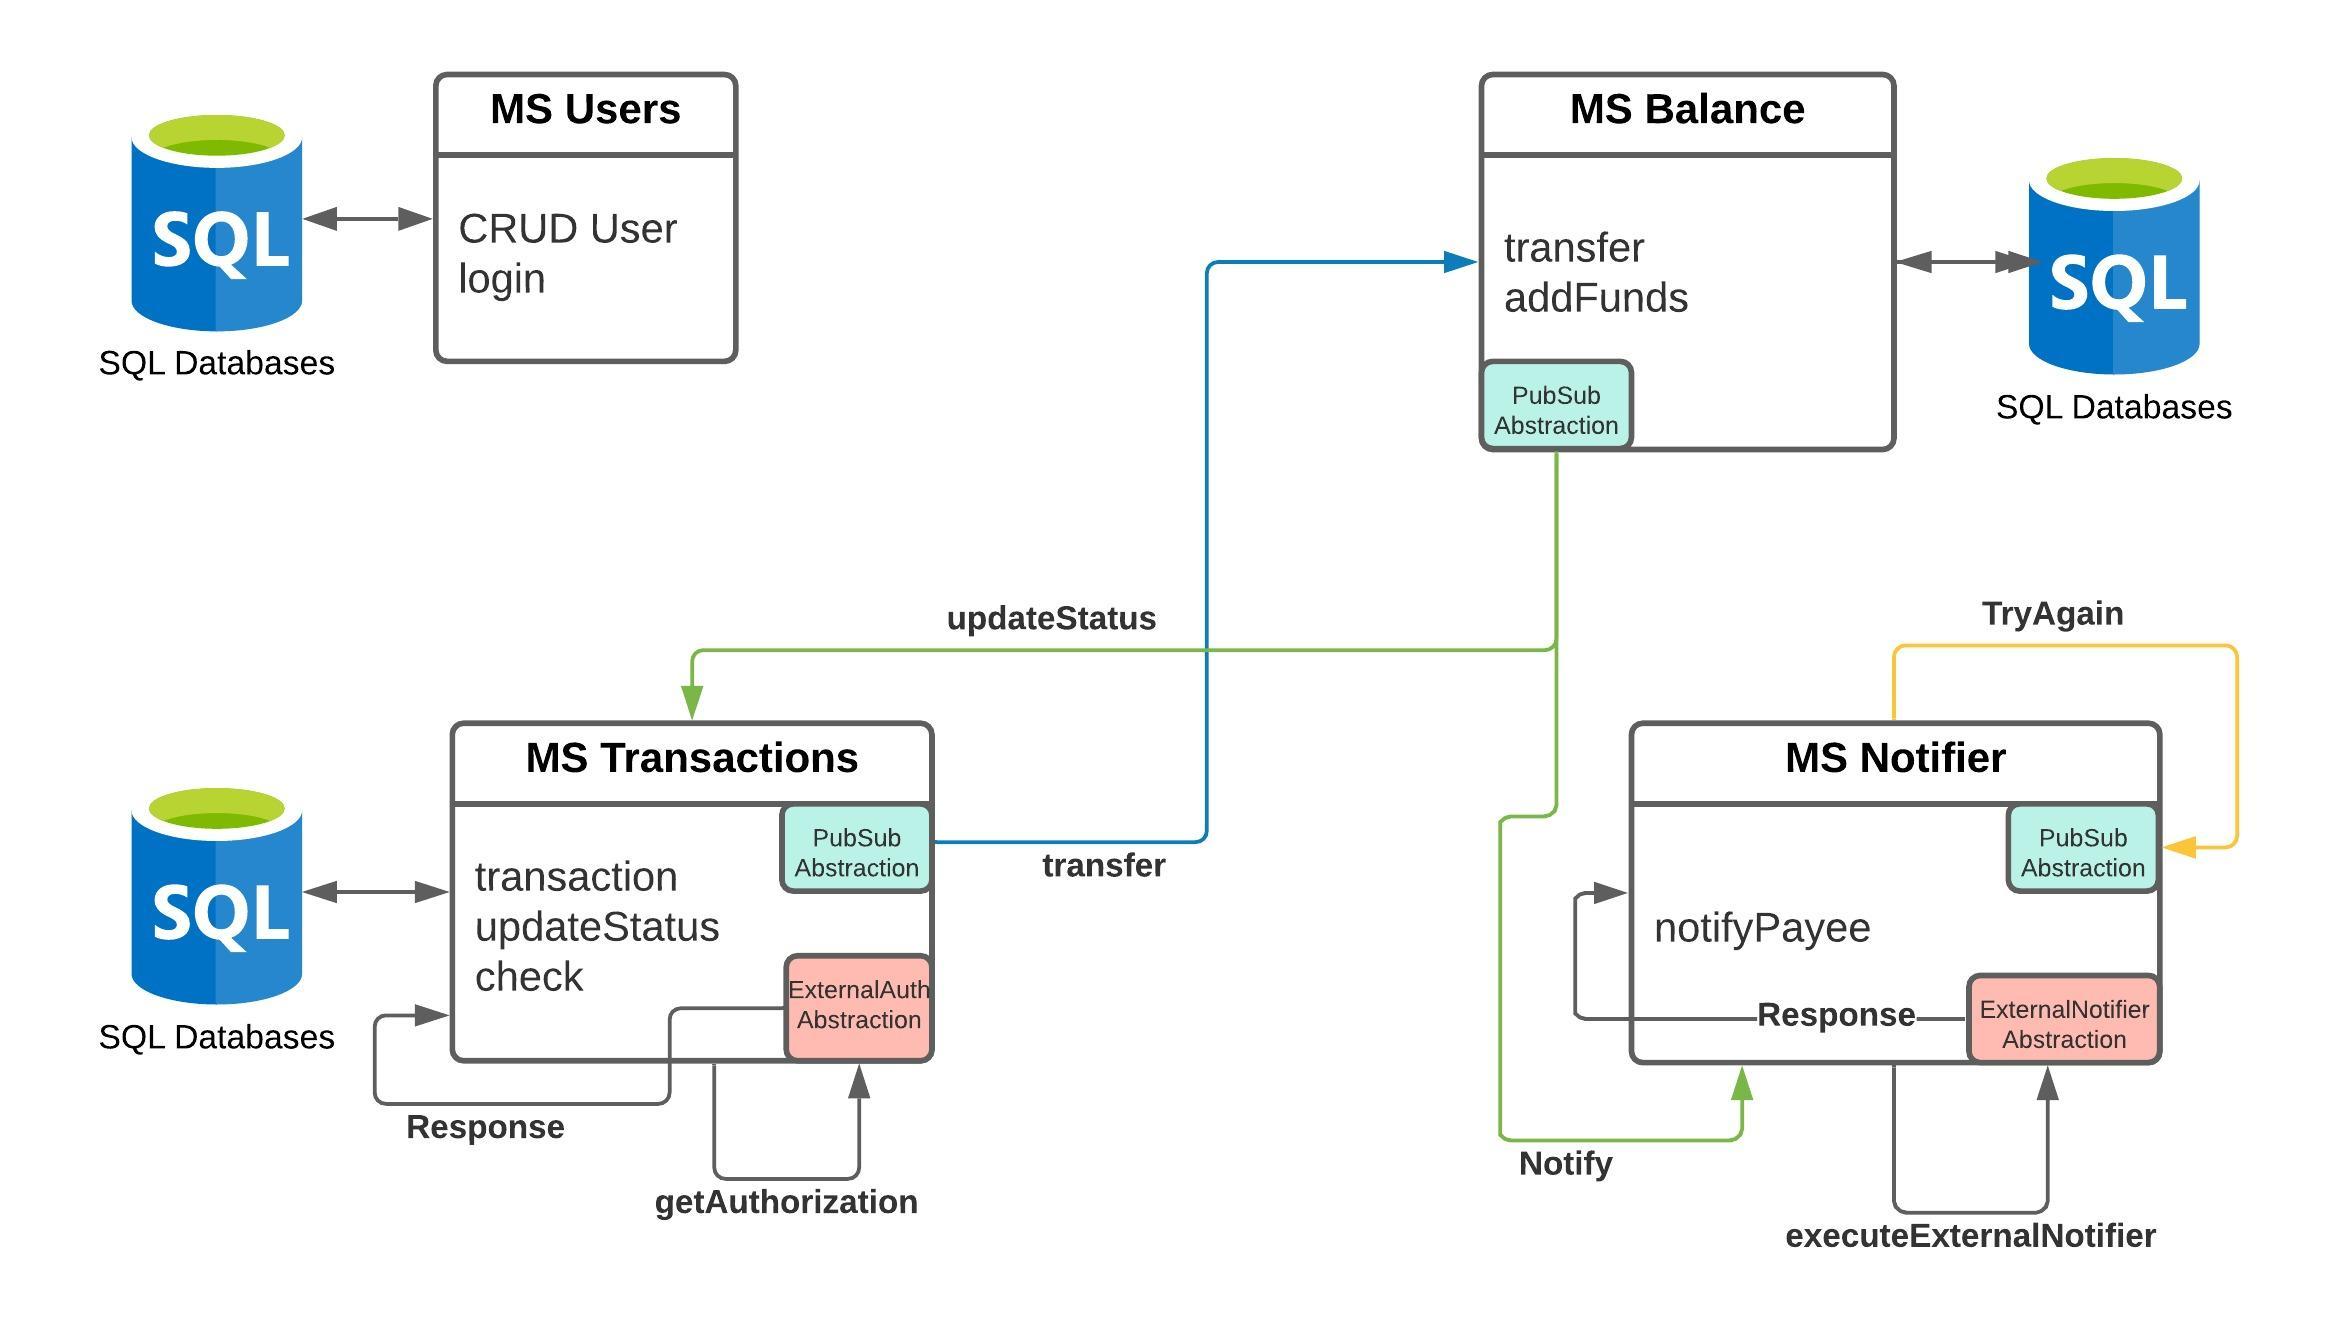 MS Users
SQL
CRUD User
login
SQL Databases
MS Balance
transfer
addFunds
PubSub
Abstraction
SQL
SQL Databases
updateStatus
transfer
MS Transactions
PubSub
Abstraction
transaction
updateStatus
check
ExternalAuth
Abstraction
SQL
SQL Databases
Response
getAuthorization
TryAgain
MS Notifier
PubSub
Abstraction
notifyPayee
Response
ExternalNotifier
Abstraction
Notify
executeExternalNotifier